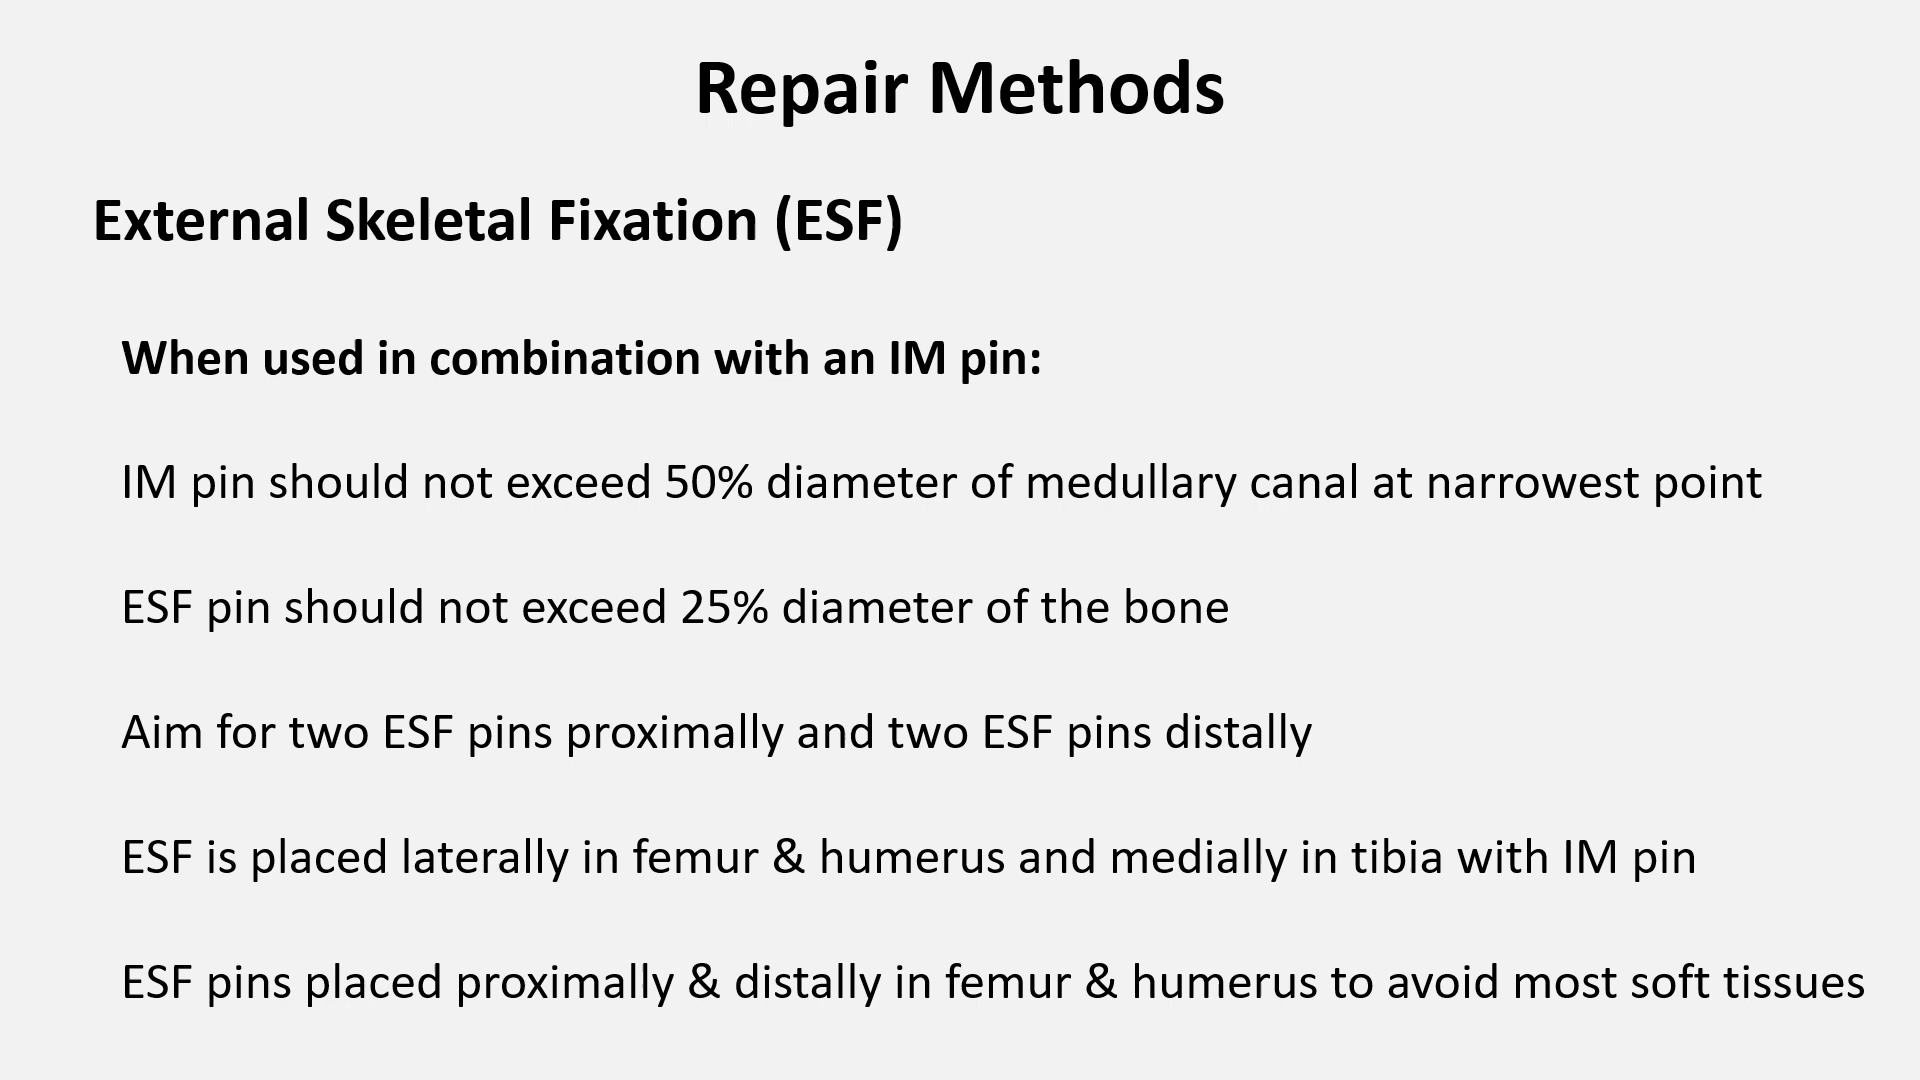 Repair Methods
External Skeletal Fixation (ESF)
When used in combination with an IM pin:
IM pin should not exceed 50% diameter of medullary canal at narrowest point
ESF pin should not exceed 25% diameter of the bone
Aim for two ESF pins proximally and two ESF pins distally
ESF is placed laterally in femur & humerus and medially in tibia with IM pin
ESF pins placed proximally & distally in femur & humerus to avoid most soft tissues